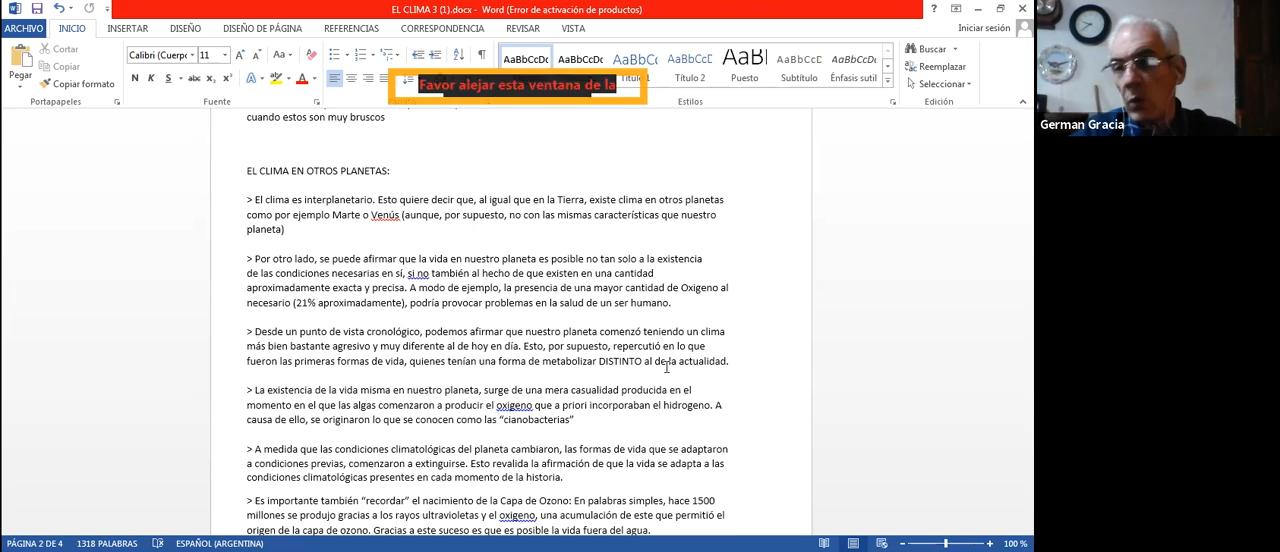 EL CLIMA 3 (1).docx - Word (Error de activación de productos)
ARCHIVO INICIO INSERTAR DISEÑO DISEÑO DE PÁGINA REFERENCIAS CORRESPONDENCIA REVISAR VISTA Iniciar sesión
Cortar
Copiar
Copiar formato
Pegar
Portapapeles
Calibri (Cuerpo 11
Fuente
Favor alejar esta ventana de la
AaBbCcDc AaBbCcDc AaBbCc AaBbCcD AaBl AaBbCcD AaBbCcDc
Título 1 Título 2 Puesto Subtítulo Énfasis sutil
Estilos
Buscar
Reemplazar
Seleccionar
Edición
German Gracia
cuando estos son muy bruscos
EL CLIMA EN OTROS PLANETAS:
> El clima es interplanetario. Esto quiere decir que, al igual que en la Tierra, existe clima en otros planetas
como por ejemplo Marte o Venús (aunque, por supuesto, no con las mismas características que nuestro
planeta)
> Por otro lado, se puede afirmar que la vida en nuestro planeta es posible no tan solo a la existencia
de las condiciones necesarias en sí, si no también al hecho de que existen en una cantidad
aproximadamente exacta y precisa. A modo de ejemplo, la presencia de una mayor cantidad de Oxigeno al
necesario (21% aproximadamente), podría provocar problemas en la salud de un ser humano.
> Desde un punto de vista cronológico, podemos afirmar que nuestro planeta comenzó teniendo un clima
más bien bastante agresivo y muy diferente al de hoy en día. Esto, por supuesto, repercutió en lo que
fueron las primeras formas de vida, quienes tenían una forma de metabolizar DISTINTO al de la actualidad.
> La existencia de la vida misma en nuestro planeta, surge de una mera casualidad producida en el
momento en el que las algas comenzaron a producir el oxigeno que a priori incorporaban el hidrogeno. A
causa de ello, se originaron lo que se conocen como las “cianobacterias”
> A medida que las condiciones climatológicas del planeta cambiaron, las formas de vida que se adaptaron
a condiciones previas, comenzaron a extinguirse. Esto revalida la afirmación de que la vida se adapta a las
condiciones climatológicas presentes en cada momento de la historia.
> Es importante también “recordar” el nacimiento de la Capa de Ozono: En palabras simples, hace 1500
millones se produjo gracias a los rayos ultravioletas y el oxigeno, una acumulación de este que permitió el
origen de la capa de ozono. Gracias a este suceso es que es posible la vida fuera del agua.
PÁGINA 2 DE 4 1318 PALABRAS ESPAÑOL (ARGENTINA) 100 %